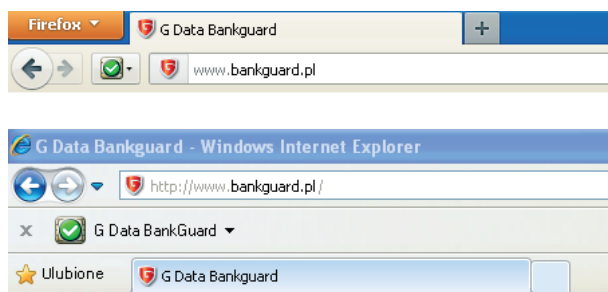 Firefox
G Data Bankguard
www.bankguard.pl
G Data Bankguard - Windows Internet Explorer
http://www.bankguard.pl/
x G Data BankGuard
Ulubione G Data Bankguard